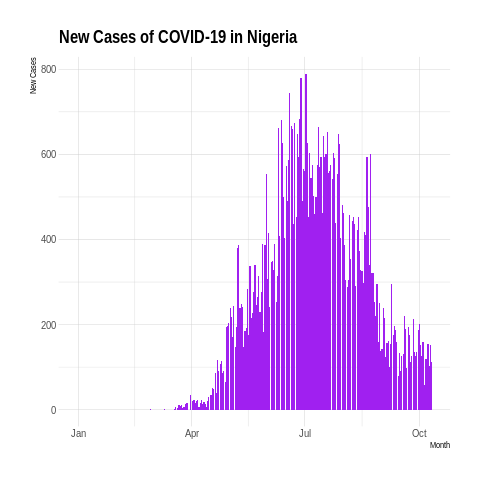 New Cases of COVID-19 in Nigeria
New Cases
800
600
400
200
0
Jan Apr Jul Oct
Month